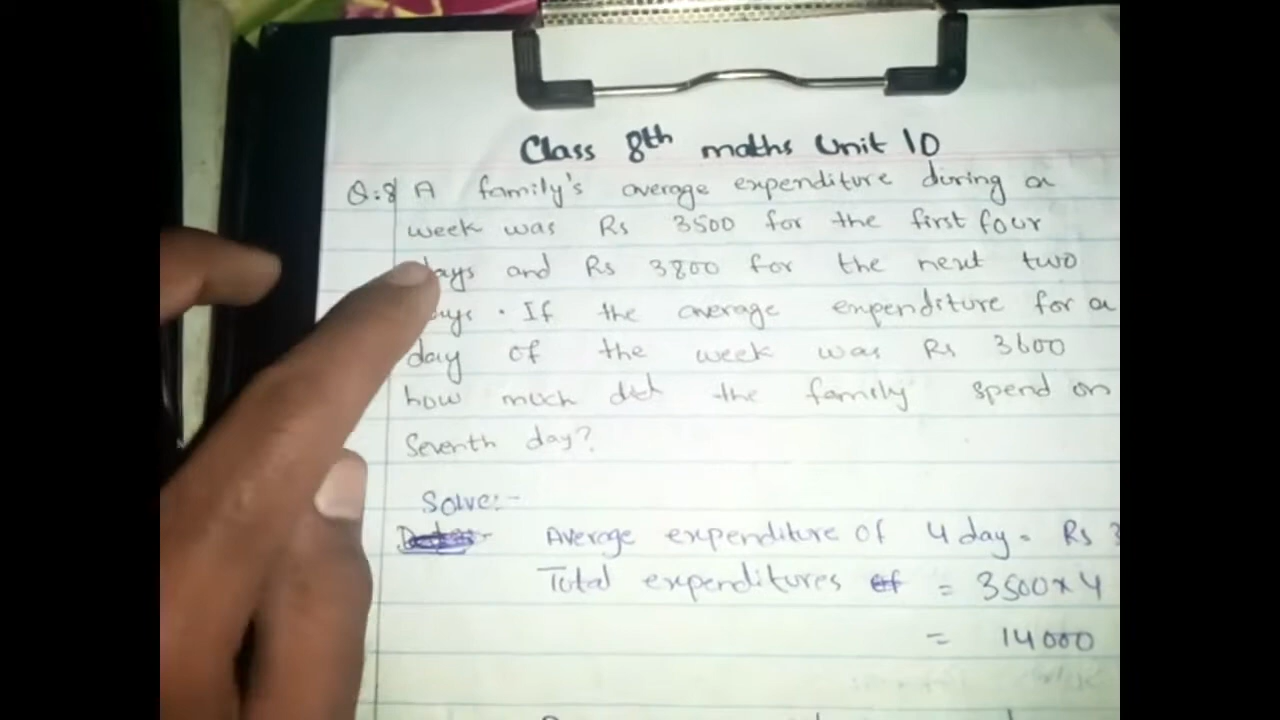 Class 8th maths Unit 10
Q:8 A family's average expenditure during a
week was Rs 3500 for the first four
days and Rs 3800 for the next two
days. If the average expenditure for a
day of the week was Rs 3600
how much did the family spend on
Seventh day?
Solve:-
Average expenditure of 4 day = Rs
Total expenditures of = 3500×4
= 14000